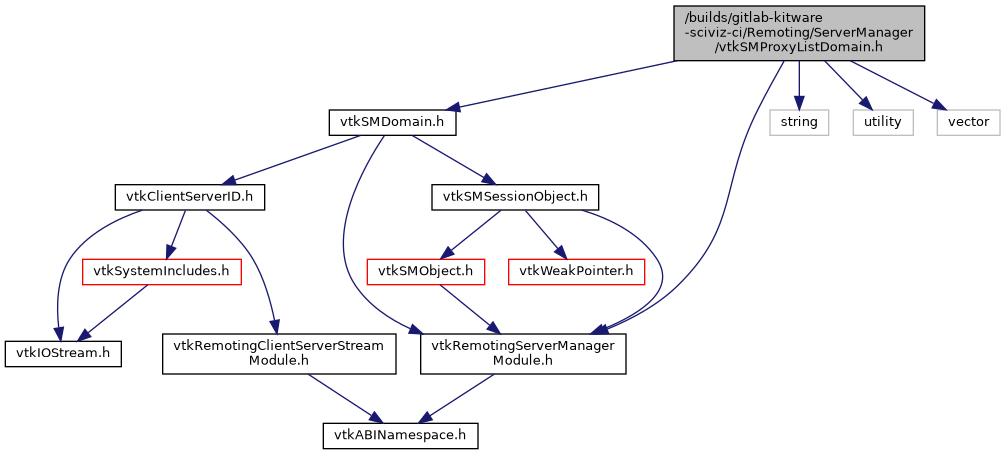 /builds/gitlab-kitware
-sciviz-ci/Remoting/ServerManager
/vtkSMProxyListDomain.h
vtkSMDomain.h
string
utility
vector
vtkClientServerID.h
vtkSMSessionObject.h
vtkSystemIncludes.h
vtkSMObject.h
vtkWeakPointer.h
vtkIOStream.h
vtkRemotingClientServerStream
Module.h
vtkRemotingServerManager
Module.h
vtkABINamespace.h